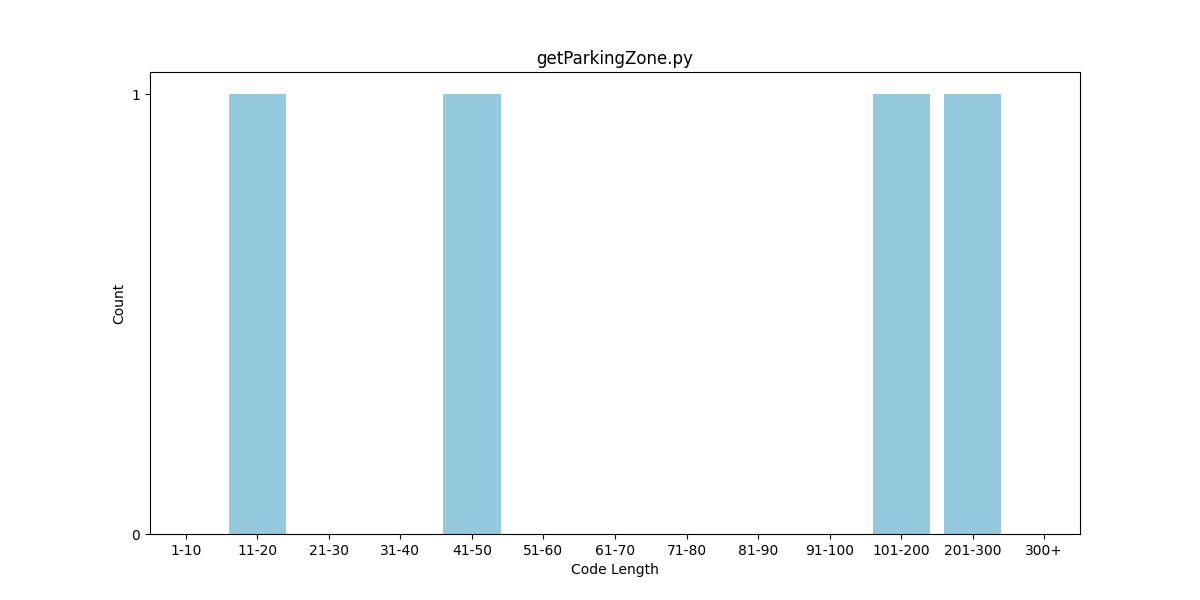 getParkingZone.py
1
Count
0
1-10 11-20 21-30 31-40 41-50 51-60 61-70 71-80 81-90 91-100 101-200 201-300 300+
Code Length